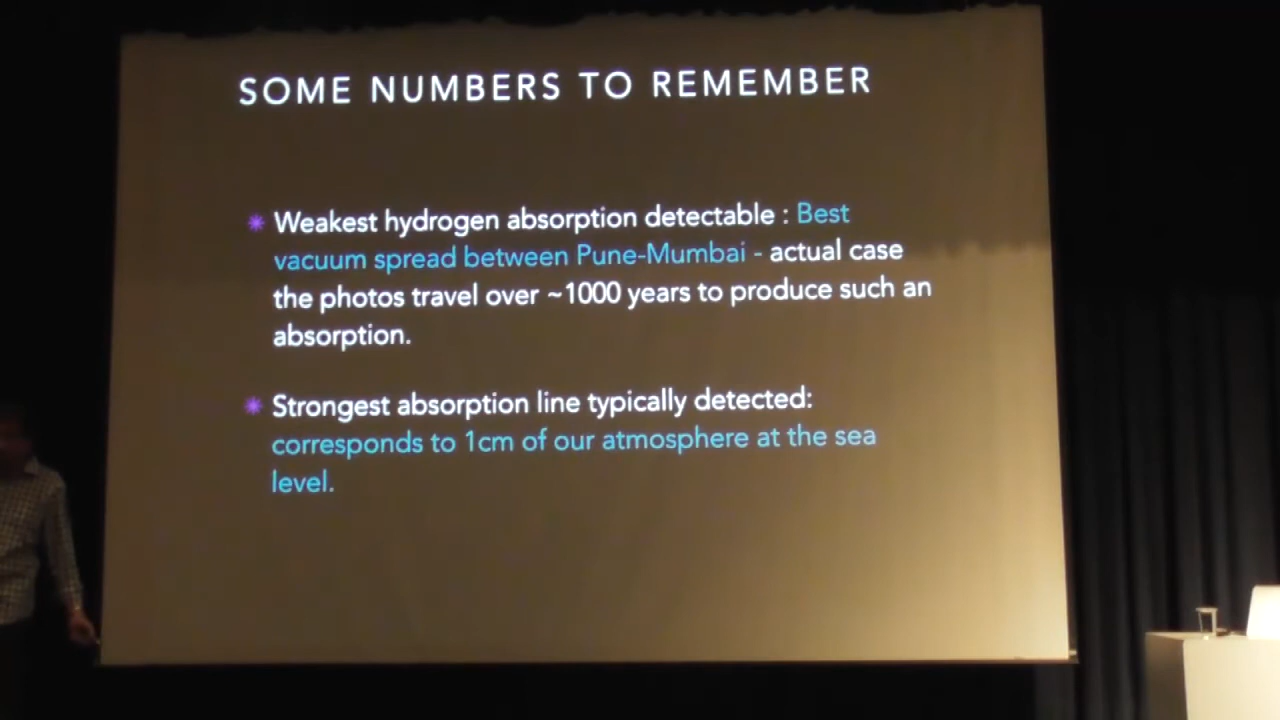 SOME NUMBERS TO REMEMBER
Weakest hydrogen absorption detectable : Best
vacuum spread between Pune-Mumbai - actual case
the photos travel over ~1000 years to produce such an
absorption.
Strongest absorption line typically detected:
corresponds to 1cm of our atmosphere at the sea
level.